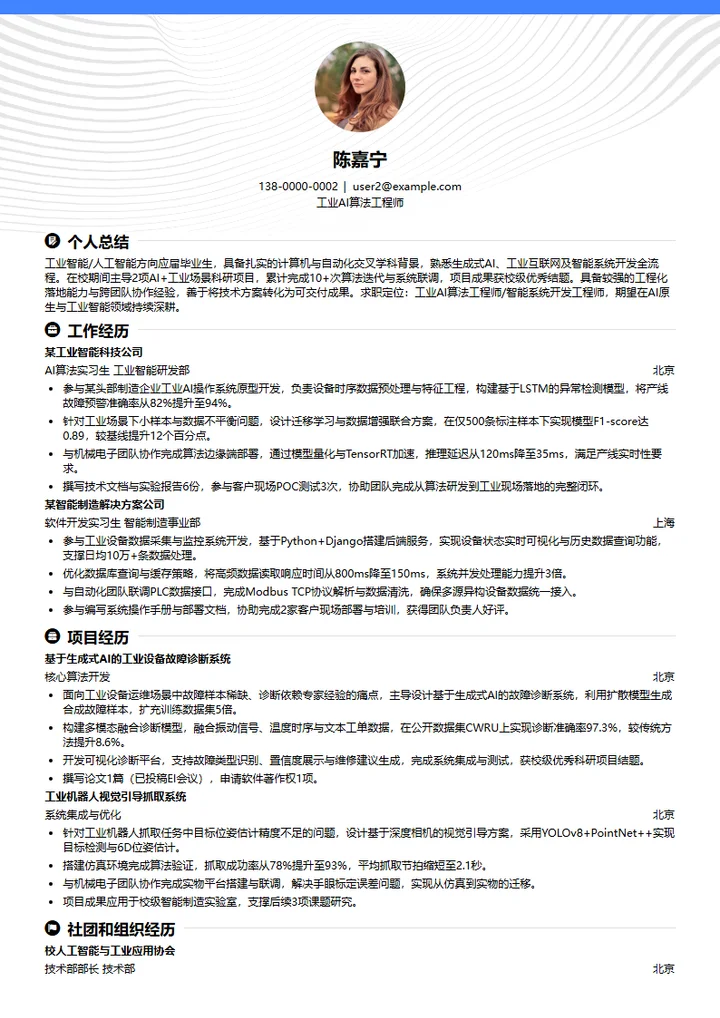 陈嘉宁
138-0000-0002 | user2@example.com
工业AI算法工程师
个人总结
工业智能/人工智能方向应届毕业生，具备扎实的计算机与自动化交叉学科背景，熟悉生成式AI、工业互联网及智能系统开发全流
程。在校期间主导2项AI+工业场景科研项目，累计完成10+次算法迭代与系统联调，项目成果获校级优秀结题。具备较强的工程化
落地能力与跨团队协作经验，善于将技术方案转化为可交付成果。求职定位：工业AI算法工程师/智能系统开发工程师，期望在AI原
生与工业智能领域持续深耕。
工作经历
某工业智能科技公司
AI算法实习生 工业智能研发部 北京
• 参与某头部制造企业工业AI操作系统原型开发，负责设备时序数据预处理与特征工程，构建基于LSTM的异常检测模型，将产线
故障预警准确率从82%提升至94%。
• 针对工业场景下小样本与数据不平衡问题，设计迁移学习与数据增强联合方案，在仅500条标注样本下实现模型F1-score达
0.89，较基线提升12个百分点。
• 与机械电子团队协作完成算法边缘端部署，通过模型量化与TensorRT加速，推理延迟从120ms降至35ms，满足产线实时性要
求。
• 撰写技术文档与实验报告6份，参与客户现场POC测试3次，协助团队完成从算法研发到工业现场落地的完整闭环。
某智能制造解决方案公司
软件开发实习生 智能制造事业部 上海
• 参与工业设备数据采集与监控系统开发，基于Python+Django搭建后端服务，实现设备状态实时可视化与历史数据查询功能，
支撑日均10万+条数据处理。
• 优化数据库查询与缓存策略，将高频数据读取响应时间从800ms降至150ms，系统并发处理能力提升3倍。
• 与自动化团队联调PLC数据接口，完成Modbus TCP协议解析与数据清洗，确保多源异构设备数据统一接入。
• 参与编写系统操作手册与部署文档，协助完成2家客户现场部署与培训，获得团队负责人好评。
项目经历
基于生成式AI的工业设备故障诊断系统
核心算法开发 北京
• 面向工业设备运维场景中故障样本稀缺、诊断依赖专家经验的痛点，主导设计基于生成式AI的故障诊断系统，利用扩散模型生成
合成故障样本，扩充训练数据集5倍。
• 构建多模态融合诊断模型，融合振动信号、温度时序与文本工单数据，在公开数据集CWRU上实现诊断准确率97.3%，较传统方
法提升8.6%。
• 开发可视化诊断平台，支持故障类型识别、置信度展示与维修建议生成，完成系统集成与测试，获校级优秀科研项目结题。
• 撰写论文1篇（已投稿EI会议），申请软件著作权1项。
工业机器人视觉引导抓取系统
系统集成与优化 北京
• 针对工业机器人抓取任务中目标位姿估计精度不足的问题，设计基于深度相机的视觉引导方案，采用YOLOv8+PointNet++实现
目标检测与6D位姿估计。
• 搭建仿真环境完成算法验证，抓取成功率从78%提升至93%，平均抓取节拍缩短至2.1秒。
• 与机械电子团队协作完成实物平台搭建与联调，解决手眼标定误差问题，实现从仿真到实物的迁移。
• 项目成果应用于校级智能制造实验室，支撑后续3项课题研究。
社团和组织经历
校人工智能与工业应用协会
技术部部长 技术部 北京